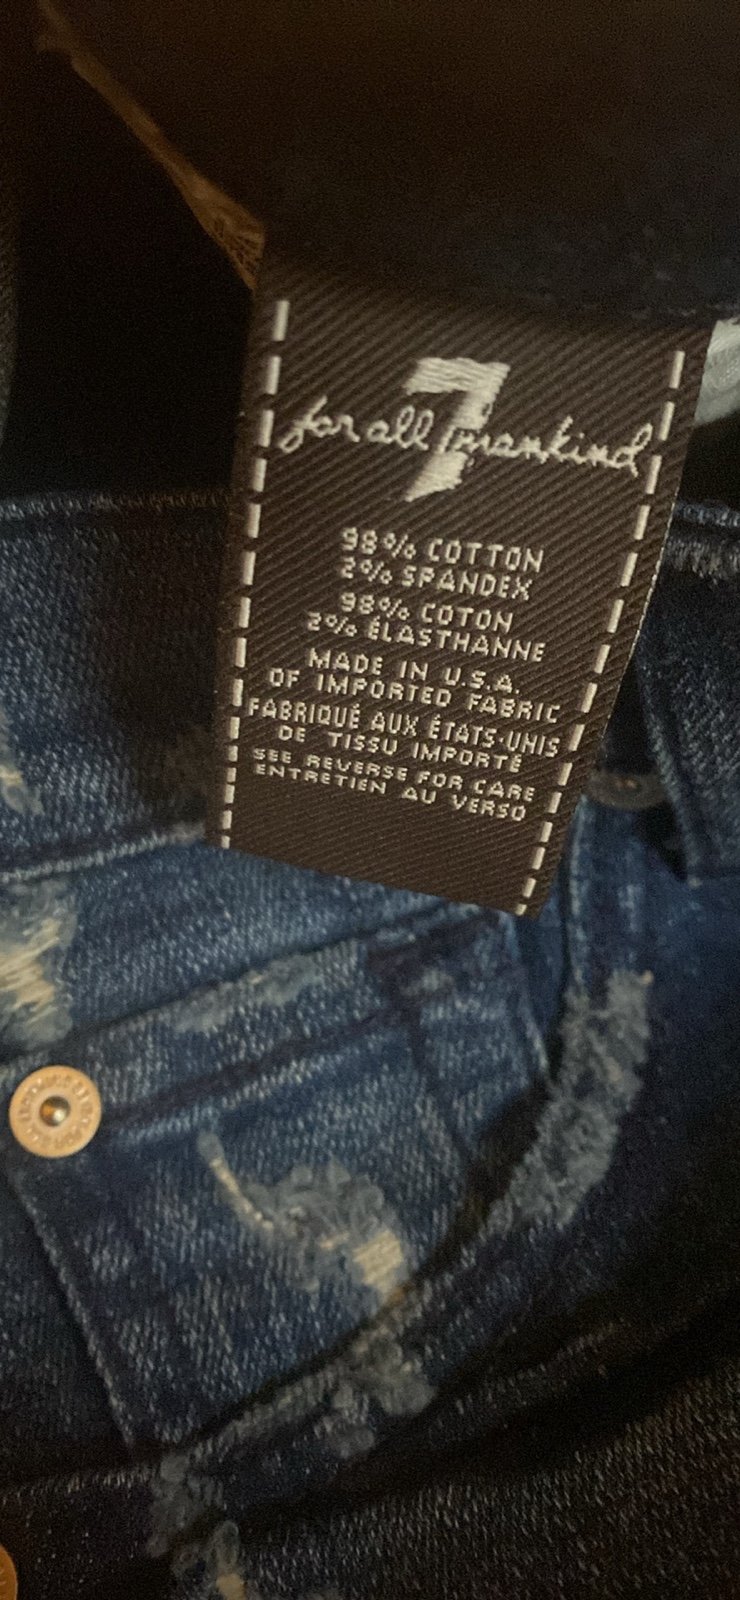 7
for all mankind
98% COTTON
2% SPANDEX
98% COTON
2% ÉLASTHANNE
MADE IN U.S.A.
OF IMPORTED FABRIC
FABRIQUÉ AUX ÉTATS-UNIS
DE TISSU IMPORTÉ
SEE REVERSE FOR CARE
ENTRETIEN AU VERSO